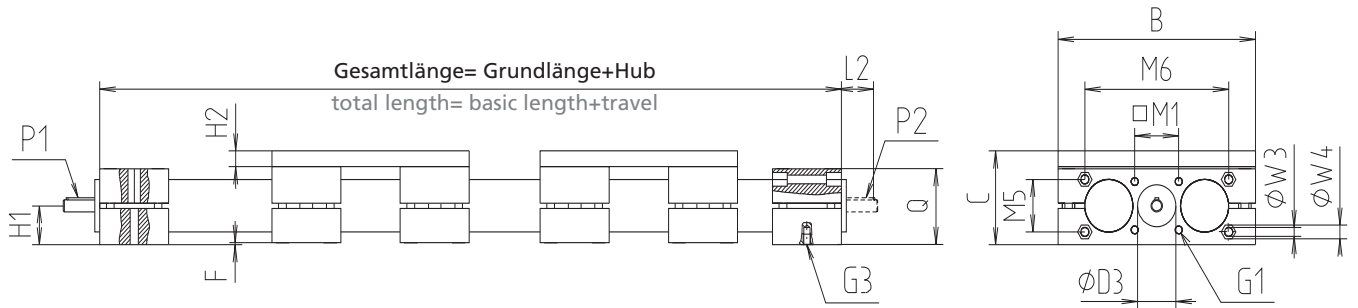 Gesamtlänge= Grundlänge+Hub
total length= basic length+travel
L2
P1
H2
P2
H1
F
G3
Q
B
M6
□M1
C
M5
ØW3
ØW4
ØD3
G1